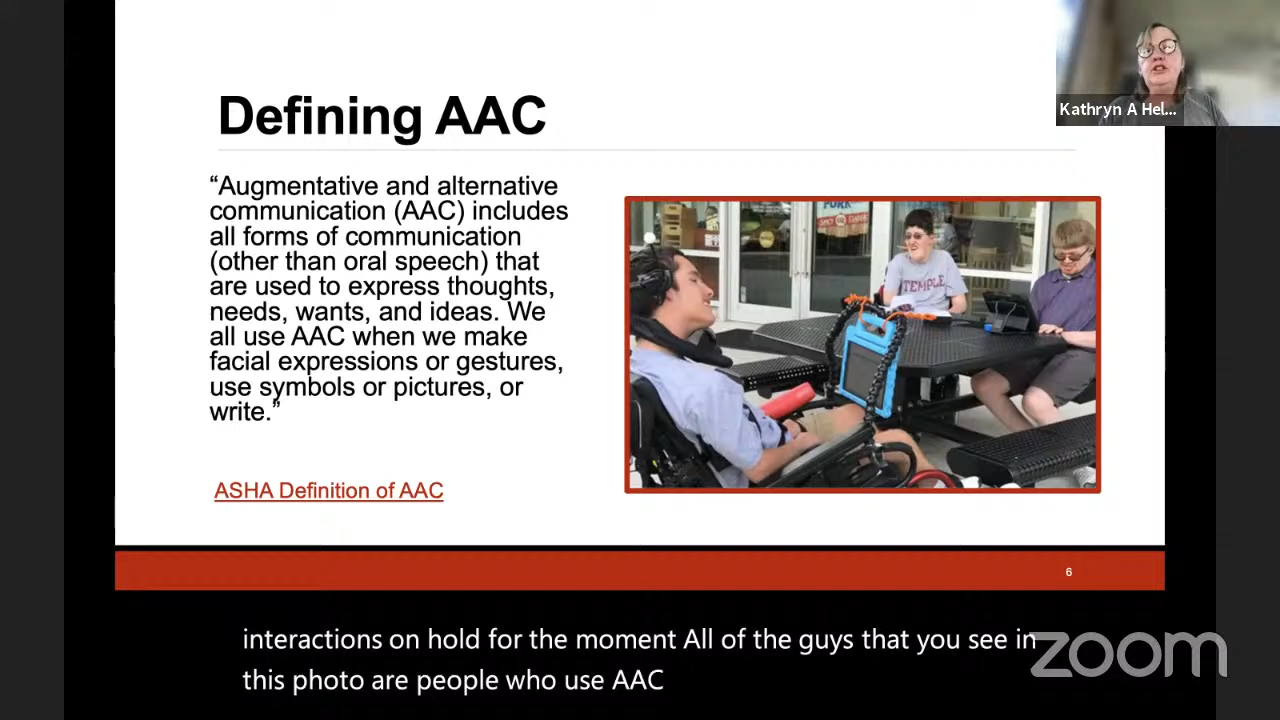 Kathryn A Hel...
Defining AAC
“Augmentative and alternative
communication (AAC) includes
all forms of communication
(other than oral speech) that
are used to express thoughts,
needs, wants, and ideas. We
all use AAC when we make
facial expressions or gestures,
use symbols or pictures, or
write.”
TEMPLE
ASHA Definition of AAC
6
interactions on hold for the moment All of the guys that you see in
this photo are people who use AAC
zoom